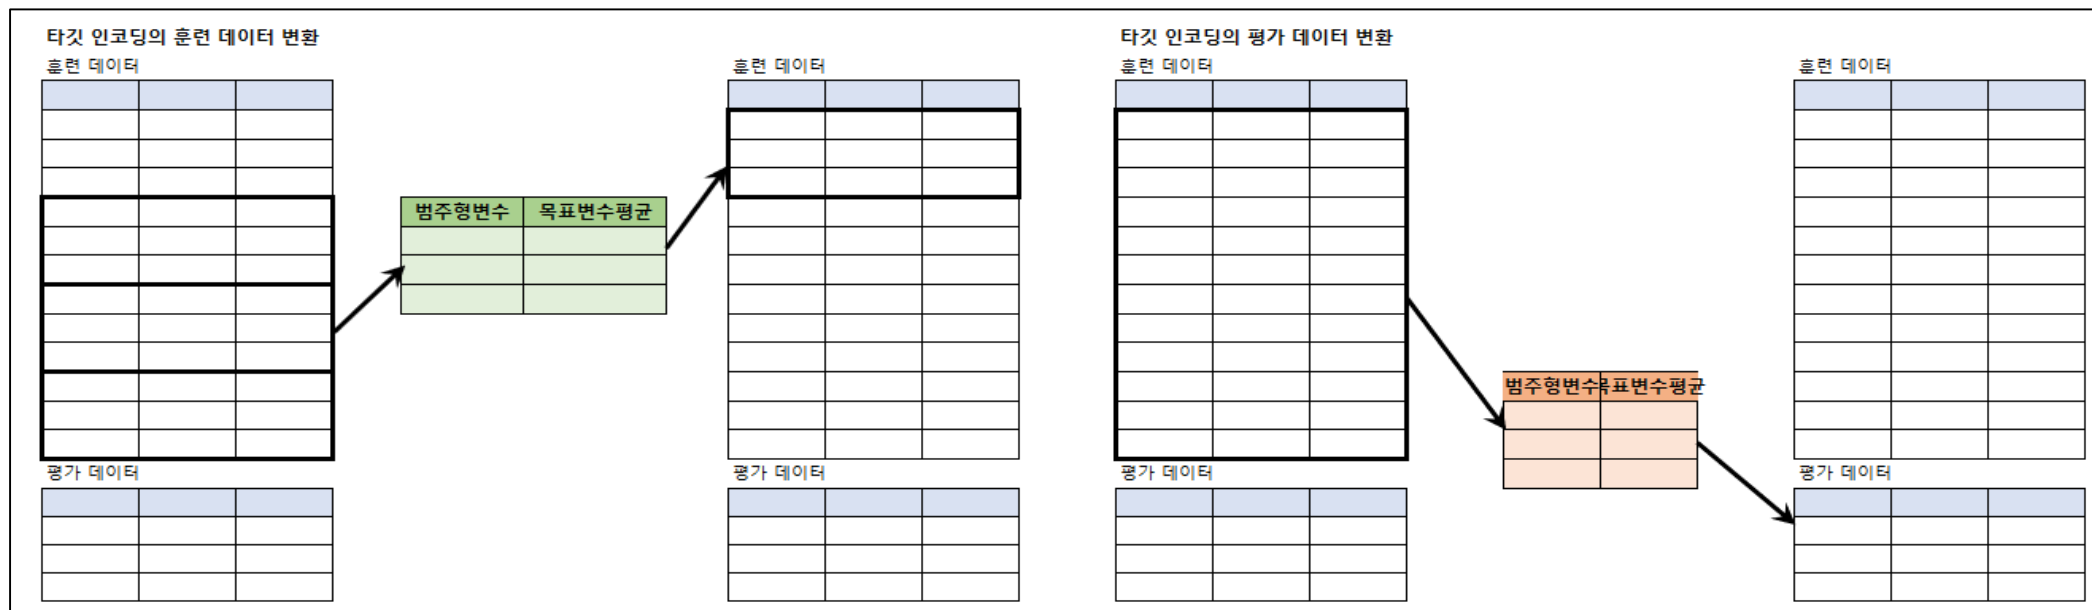 타깃 인코딩의 훈련 데이터 변환
훈련 데이터
훈련 데이터
범주형변수 목표변수평균
평가 데이터
평가 데이터
타깃 인코딩의 평가 데이터 변환
훈련 데이터
훈련 데이터
범주형변수 목표변수평균
평가 데이터
평가 데이터